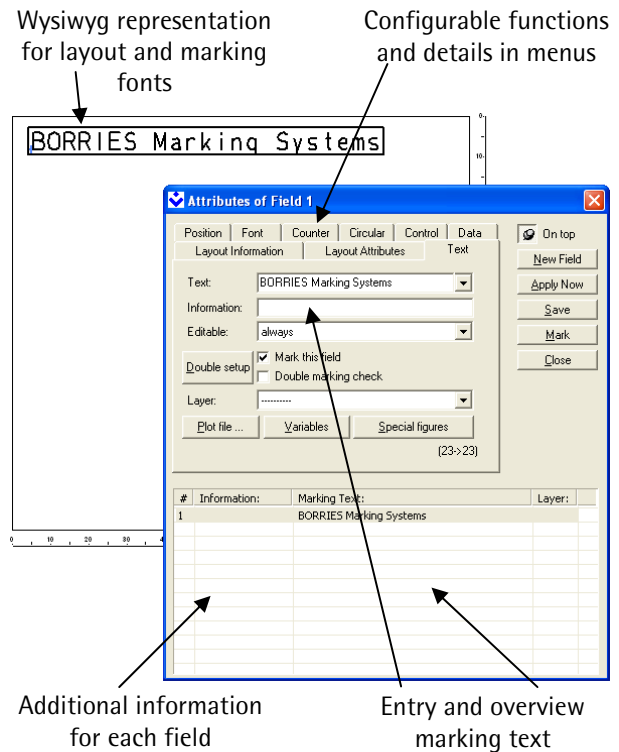 Wysiwyg representation
for layout and marking
fonts
Configurable functions
and details in menus
BORRIES Marking Systems
0
10
0 10 20 30 4
Attributes of Field 1
Position Font Counter Circular Control Data
Layout Information Layout Attributes Text
On top
New Field
Apply Now
Save
Mark
Close
Text: BORRIES Marking Systems
Information:
Editable: always
Double setup
Mark this field
Double marking check
Layer: ----------
Plot file ... Variables Special figures
(23->23)
# Information: Marking Text: Layer:
1 BORRIES Marking Systems
Additional information
for each field
Entry and overview
marking text